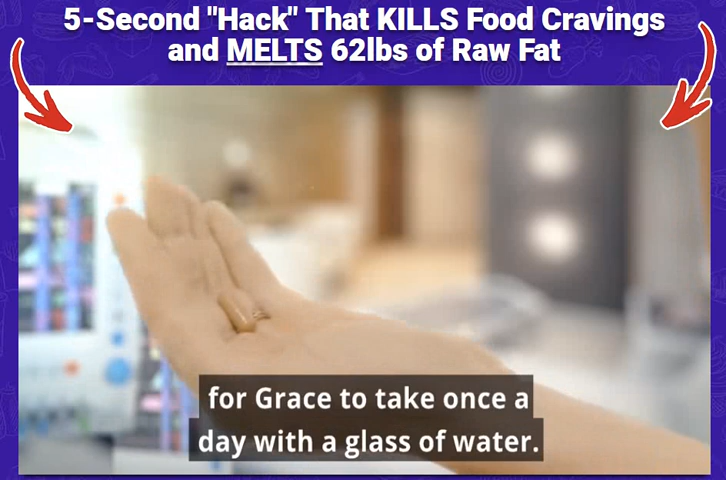 5-Second "Hack" That KILLS Food Cravings
and MELTS 62lbs of Raw Fat
for Grace to take once a
day with a glass of water.